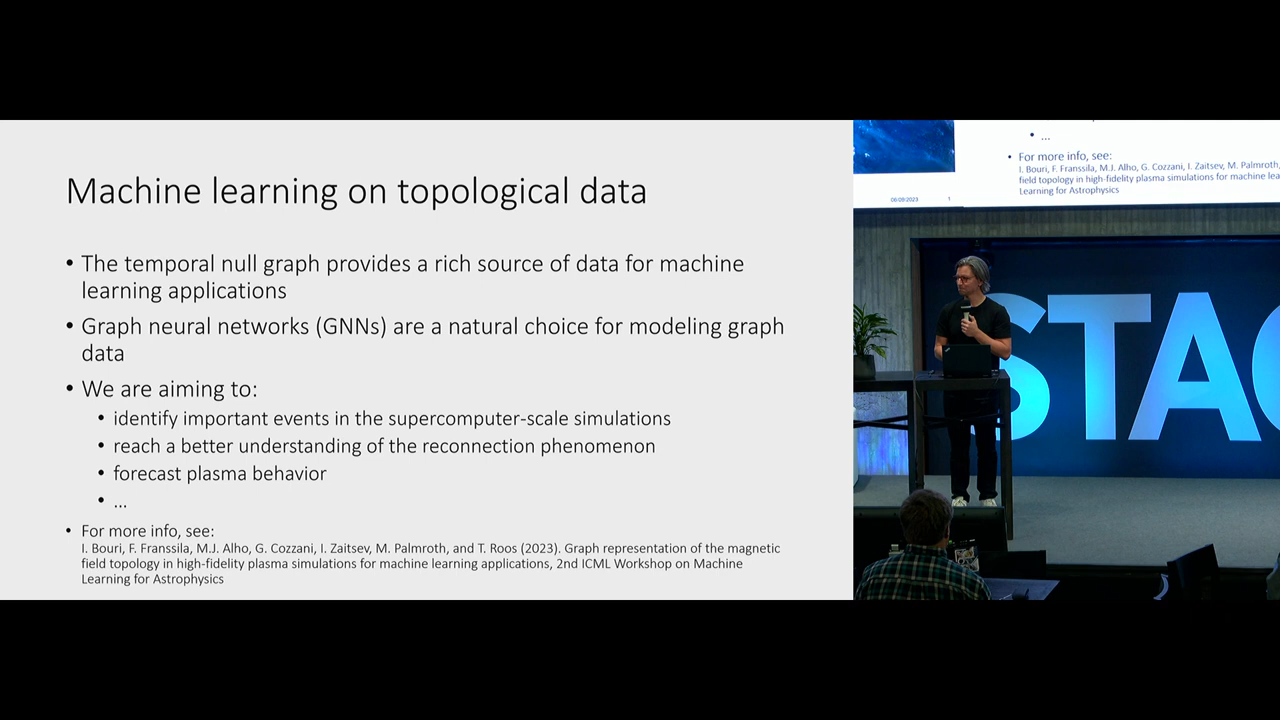 Machine learning on topological data
• The temporal null graph provides a rich source of data for machine
learning applications
• Graph neural networks (GNNs) are a natural choice for modeling graph
data
• We are aiming to:
• identify important events in the supercomputer-scale simulations
• reach a better understanding of the reconnection phenomenon
• forecast plasma behavior
• ...
• For more info, see:
I. Bouri, F. Franssila, M.J. Alho, G. Cozzani, I. Zaitsev, M. Palmroth, and T. Roos (2023). Graph representation of the magnetic
field topology in high-fidelity plasma simulations for machine learning applications, 2nd ICML Workshop on Machine
Learning for Astrophysics
• ...
• For more info, see:
I. Bouri, F. Franssila, M.J. Alho, G. Cozzani, I. Zaitsev, M. Palmroth,
field topology in high-fidelity plasma simulations for machine lea
Learning for Astrophysics
06/09/2023
1
STAG